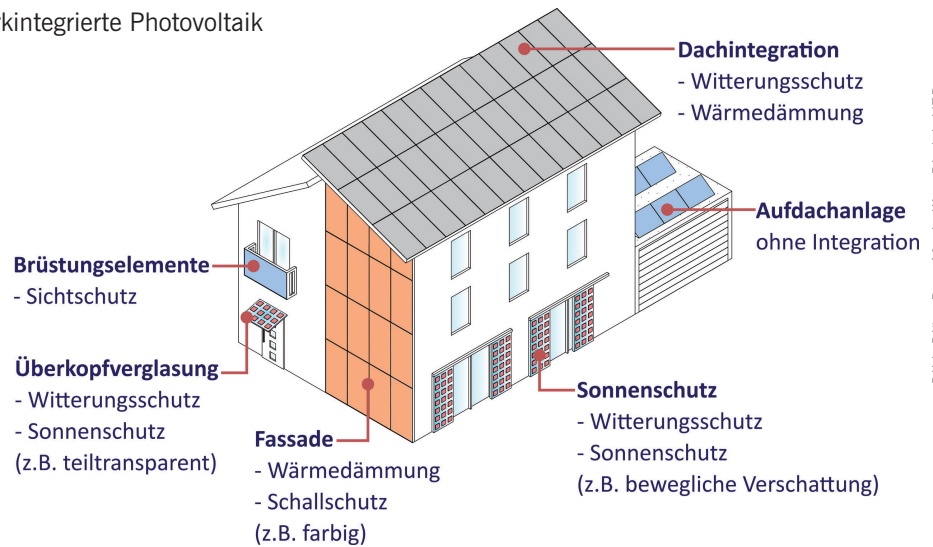 kintegrierte Photovoltaik
Dachintegration
- Witterungsschutz
- Wärmedämmung
Aufdachanlage
ohne Integration
Brüstungselemente
- Sichtschutz
Überkopfverglasung
- Witterungsschutz
- Sonnenschutz
(z.B. teiltransparent)
Fassade
- Wärmedämmung
- Schallschutz
(z.B. farbig)
Sonnenschutz
- Witterungsschutz
- Sonnenschutz
(z.B. bewegliche Verschattung)